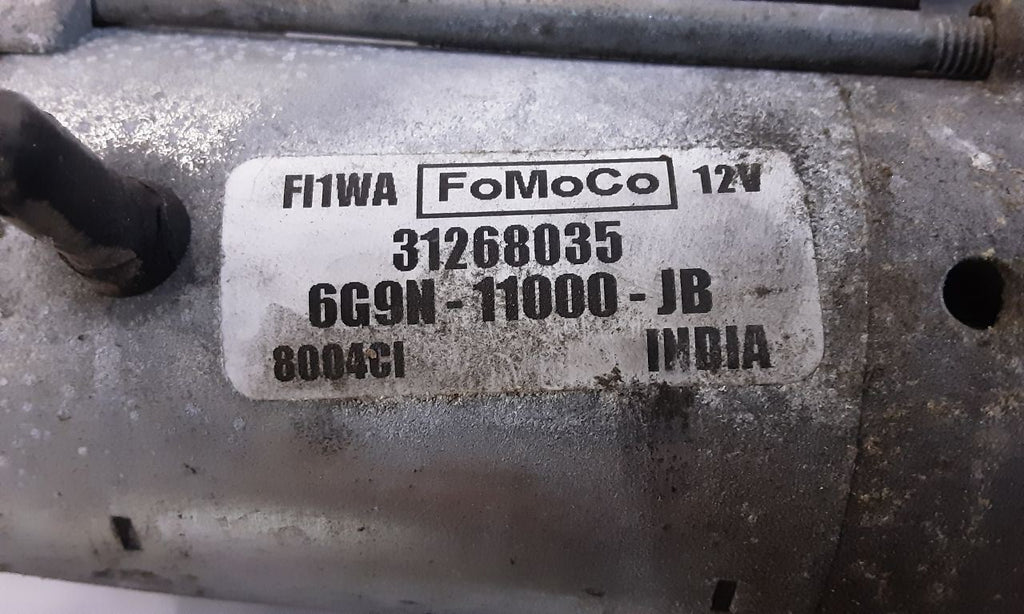 FI1WA FoMoCo 12V
31268035
6G9N - 11000 - JB
8004CI INDIA